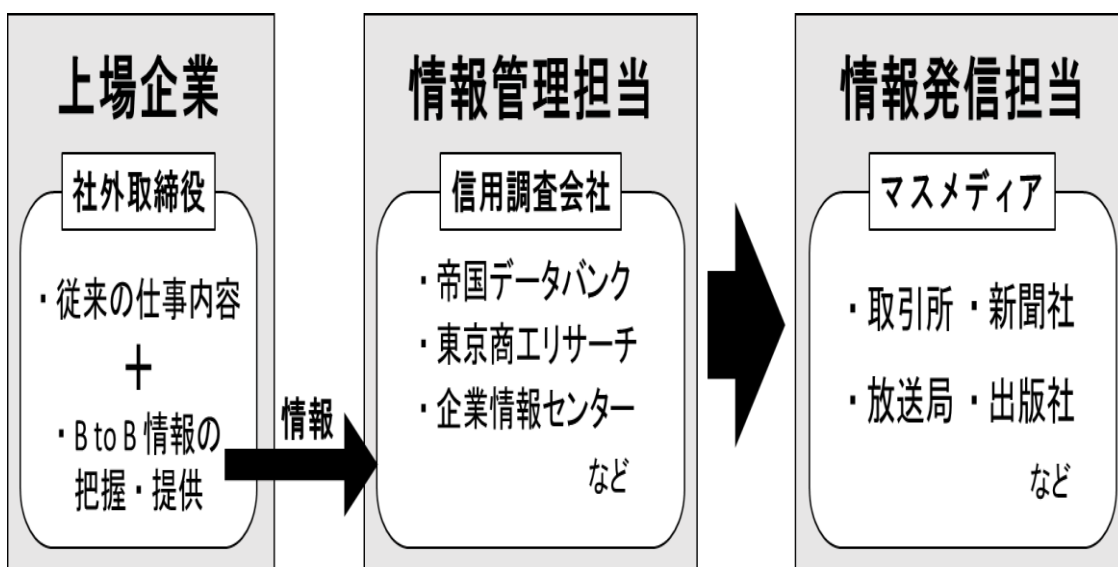 上場企業
社外取締役
・従来の仕事内容
＋
・B to B 情報の
把握・提供
情報
情報管理担当
信用調査会社
・帝国データバンク
・東京商工リサーチ
・企業情報センター
など
情報発信担当
マスメディア
・取引所 ・新聞社
・放送局 ・出版社
など